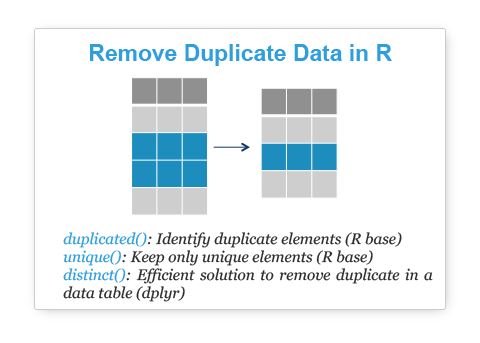 Remove Duplicate Data in R
duplicated(): Identify duplicate elements (R base)
unique(): Keep only unique elements (R base)
distinct(): Efficient solution to remove duplicate in a
data table (dplyr)